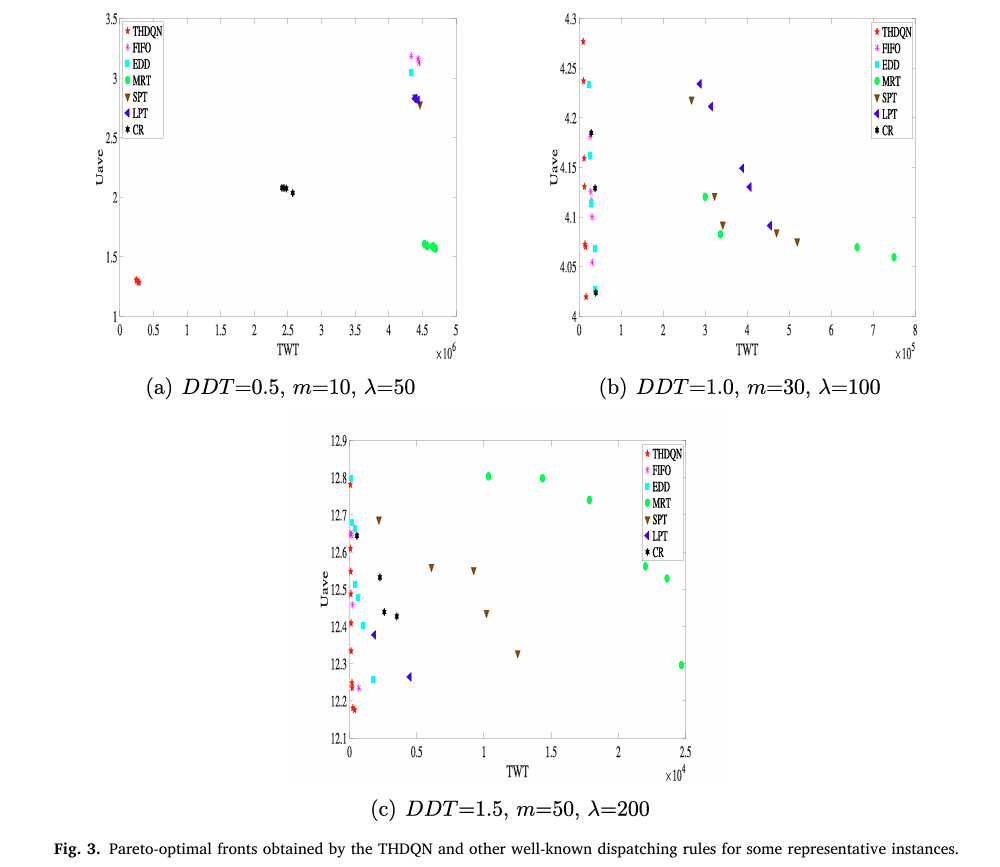 3.5
3
2.5
2
1.5
1
Uave
0 0.5 1 1.5 2 2.5 3 3.5 4 4.5 5
×10⁶
TWT
THDQN
FIFO
EDD
MRT
SPT
LPT
CR
(a) DDT=0.5, m=10, λ=50
4.3
4.25
4.2
4.15
4.1
4.05
4
Uave
0 1 2 3 4 5 6 7 8
×10⁵
TWT
THDQN
FIFO
EDD
MRT
SPT
LPT
CR
(b) DDT=1.0, m=30, λ=100
12.9
12.8
12.7
12.6
12.5
12.4
12.3
12.2
12.1
Uave
0 0.5 1 1.5 2 2.5
×10⁴
TWT
THDQN
FIFO
EDD
MRT
SPT
LPT
CR
(c) DDT=1.5, m=50, λ=200
Fig. 3. Pareto-optimal fronts obtained by the THDQN and other well-known dispatching rules for some representative instances.